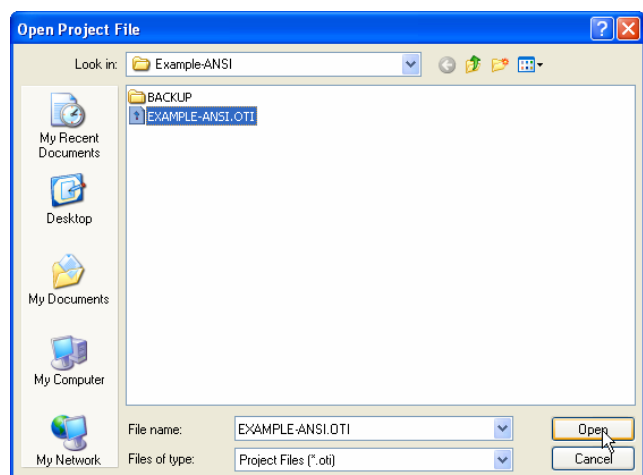 Open Project File
Look in: Example-ANSI
BACKUP
EXAMPLE-ANSI.OTI
My Recent
Documents
Desktop
My Documents
My Computer
My Network
File name: EXAMPLE-ANSI.OTI Open
Files of type: Project Files (*.oti) Cancel